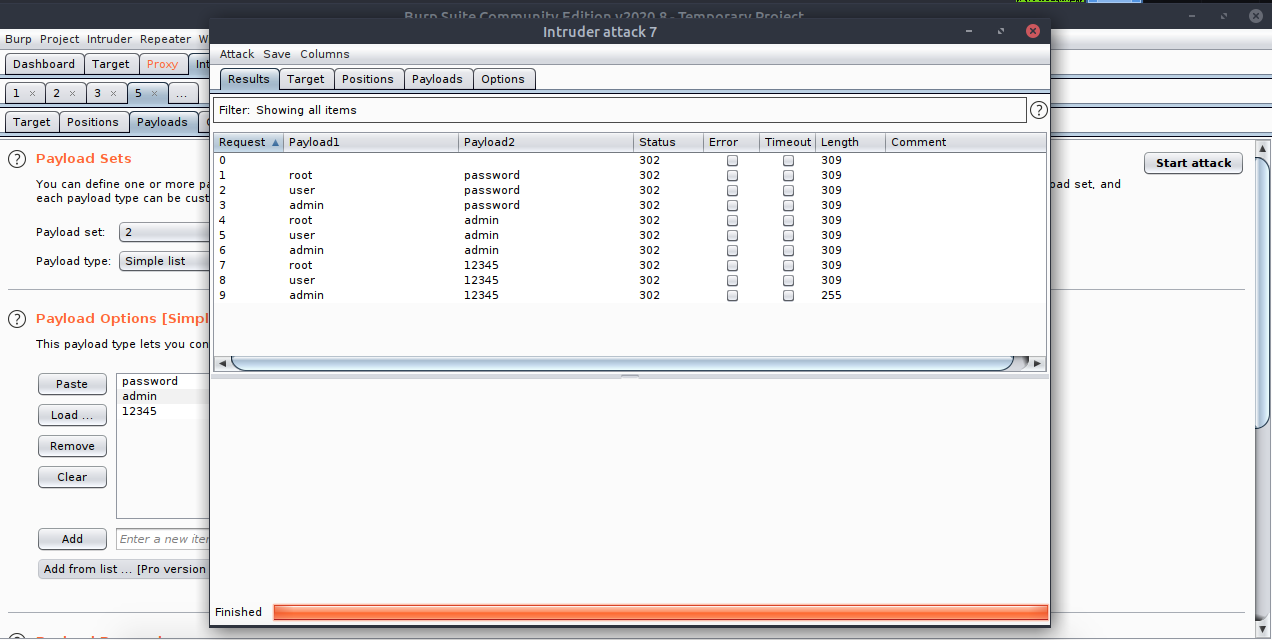 Burp Suite Community Edition v2020.8 - Temporary Project
Intruder attack 7
Burp Project Intruder Repeater
Attack Save Columns
Dashboard Target Proxy
Results Target Positions Payloads Options
1 × 2 × 3 × 5 × ...
Filter: Showing all items ?
Target Positions Payloads
Request ▲ Payload1 Payload2 Status Error Timeout Length Comment
0 302 309
1 root password 302 309
2 user password 302 309
3 admin password 302 309
4 root admin 302 309
5 user admin 302 309
6 admin admin 302 309
7 root 12345 302 309
8 user 12345 302 309
9 admin 12345 302 255
Finished
? Payload Sets
Start attack
You can define one or more
set, and
each payload type can be
Payload set: 2
Payload type: Simple list
? Payload Options
This payload type lets you
Paste
Load ...
Remove
Clear
password
admin
12345
Add Enter a new
Add from list ... [Pro version